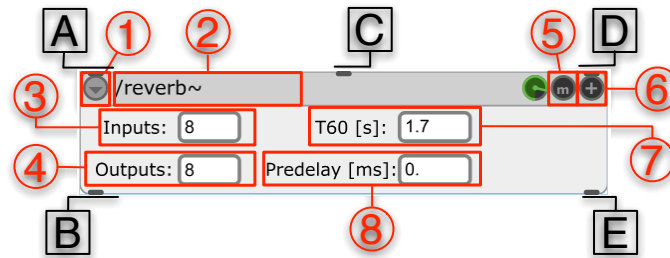 A 1 2 C D
3 /reverb~ m + 5 6
Inputs: 8 T60 [s]: 1.7
4 Outputs: 8 Predelay [ms]: 0. 7
B 8 E